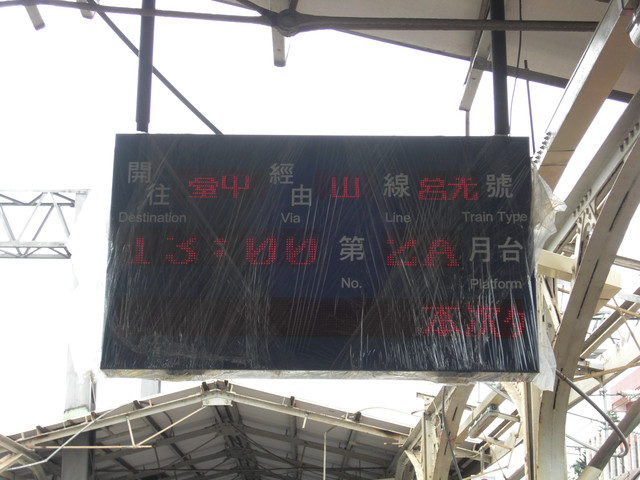 開往 臺中 經由 山 線 莒光 號
Destination Via Line Train Type
13:00 第 2A 月台
No. Platform